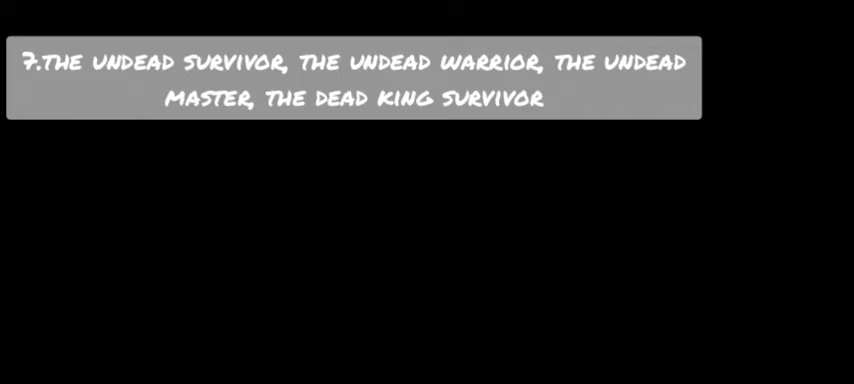 7.THE UNDEAD SURVIVOR, THE UNDEAD WARRIOR, THE UNDEAD
MASTER, THE DEAD KING SURVIVOR